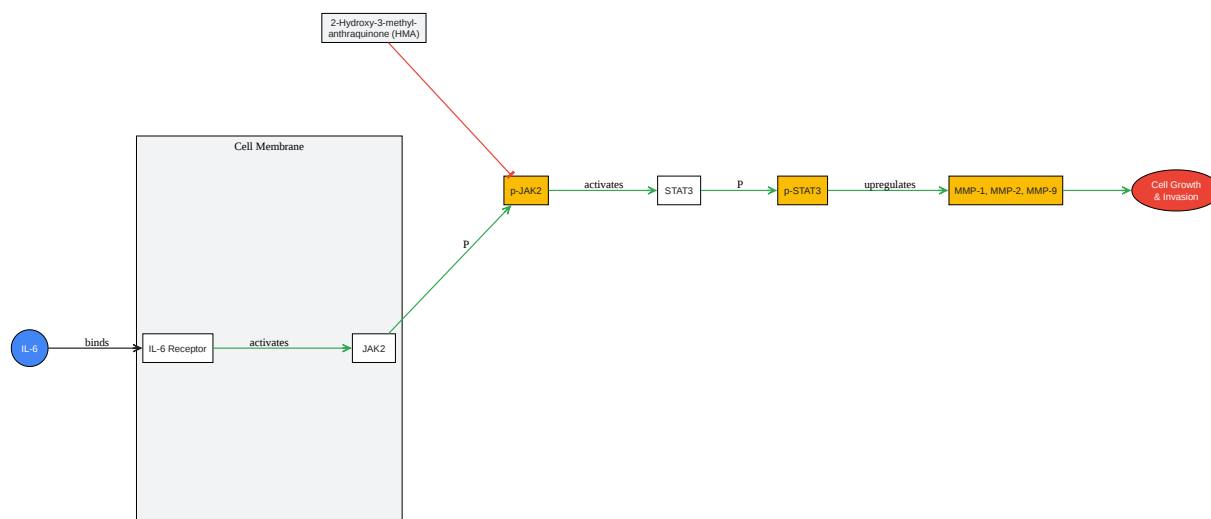 2-Hydroxy-3-methyl-
anthraquinone (HMA)
Cell Membrane
p-JAK2
activates
STAT3
P
p-STAT3
upregulates
MMP-1, MMP-2, MMP-9
Cell Growth
& Invasion
P
IL-6
binds
IL-6 Receptor
activates
JAK2